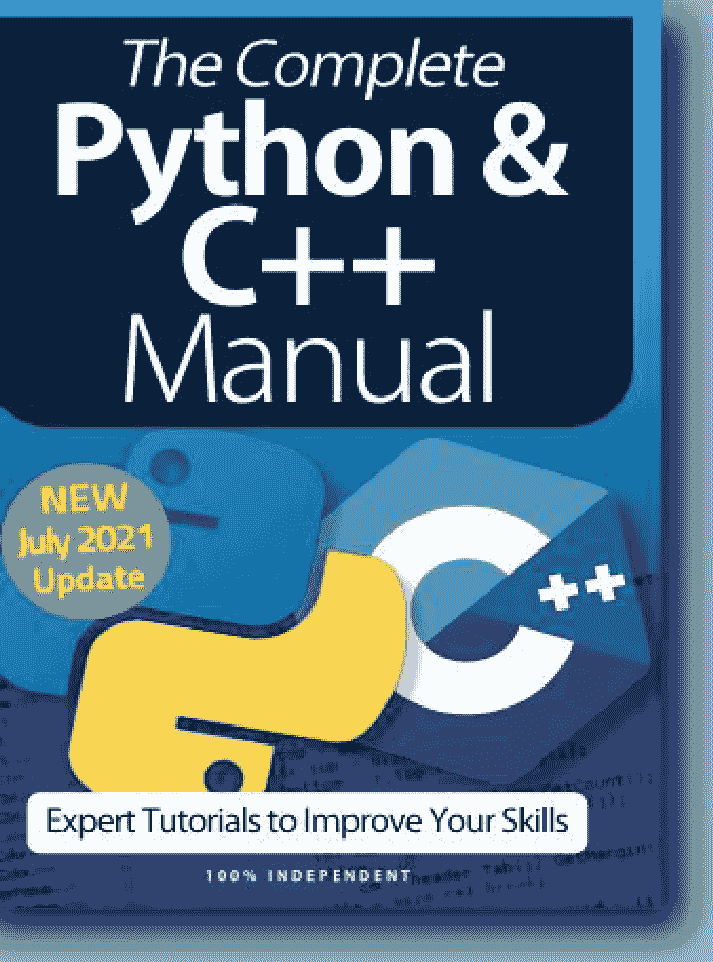 The Complete
Python &
C++
Manual
NEW
July 2021
Update
C
++
Expert Tutorials to Improve Your Skills
100% INDEPENDENT